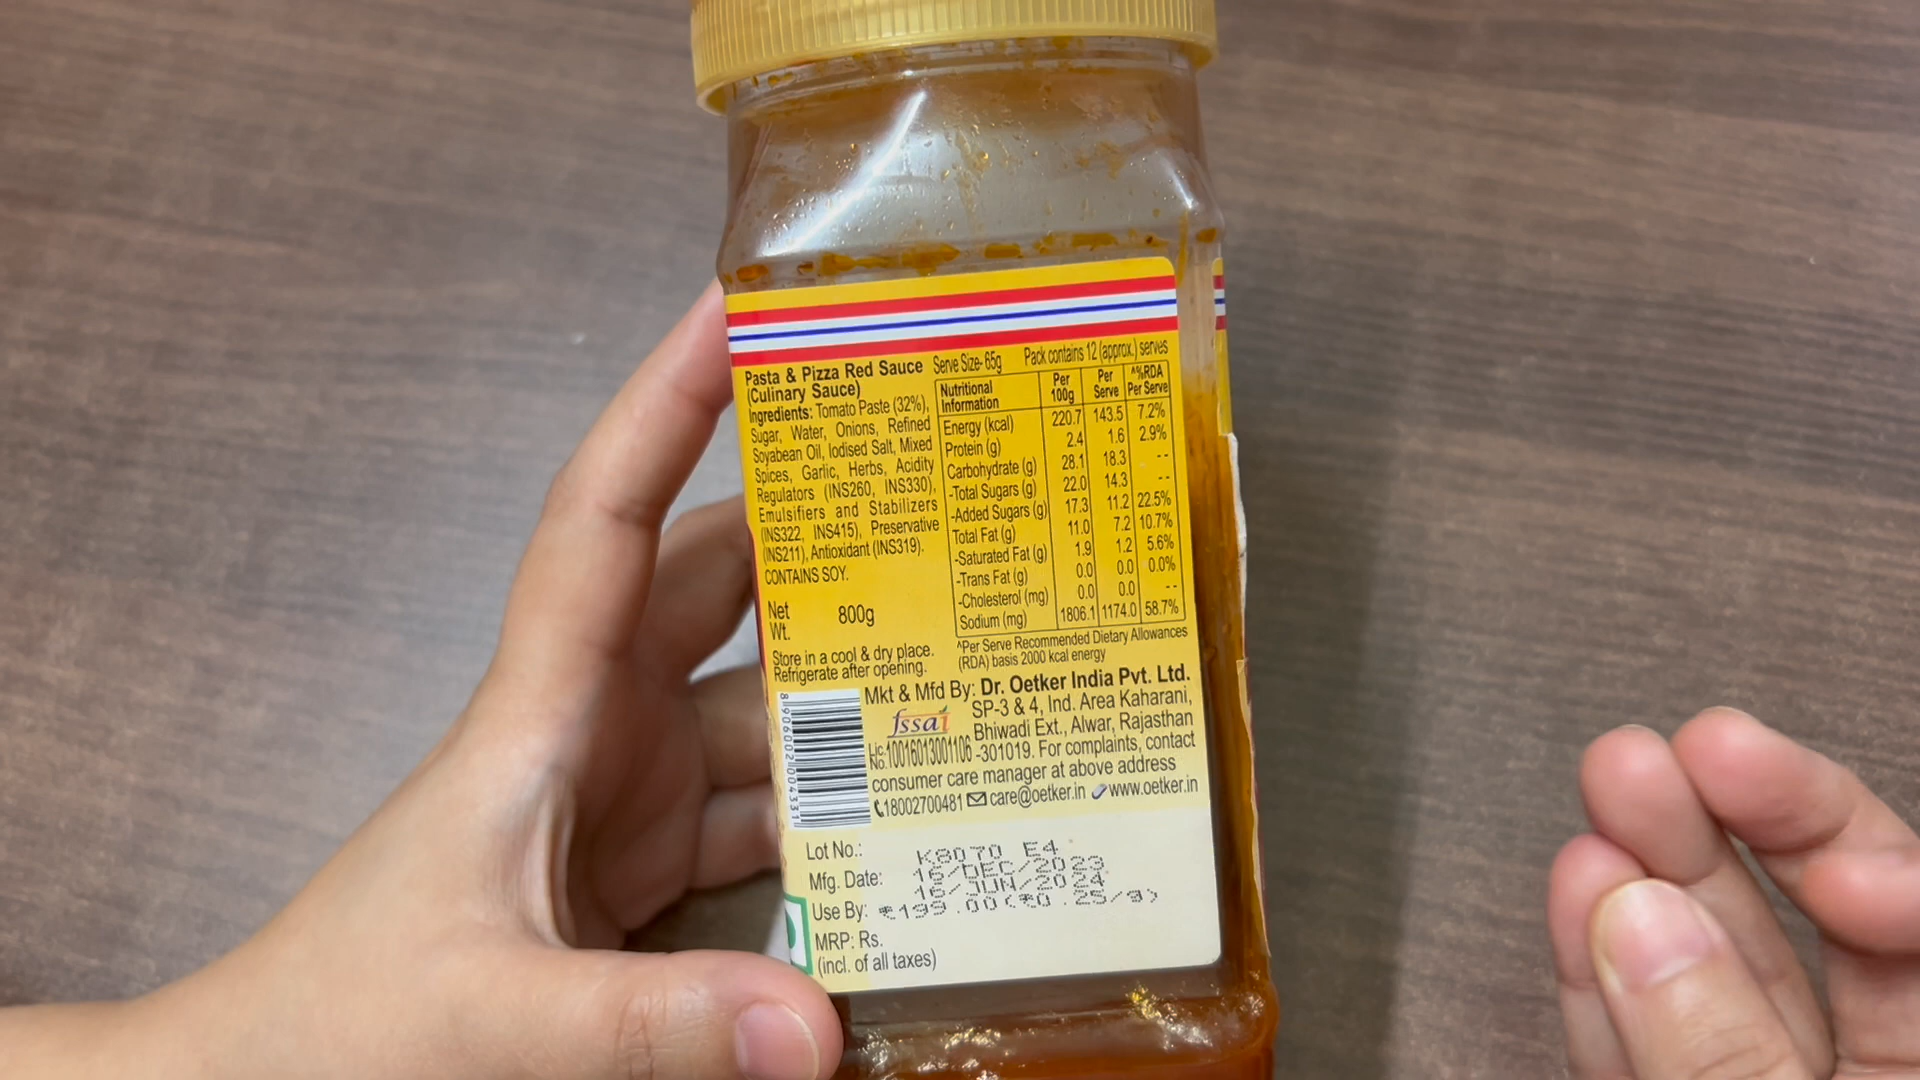 Pasta & Pizza Red Sauce
(Culinary Sauce)
Ingredients: Tomato Paste (32%),
Sugar, Water, Onions, Refined
Soyabean Oil, Iodised Salt, Mixed
Spices, Garlic, Herbs, Acidity
Regulators (INS260, INS330),
Emulsifiers and Stabilizers
(INS322, INS415), Preservative
(INS211), Antioxidant (INS319).
CONTAINS SOY.
Net Wt. 800g
Store in a cool & dry place.
Refrigerate after opening.
Serve Size- 65g Pack contains 12 (approx.) serves
Nutritional Information Per 100g Per Serve ^%RDA Per Serve
Energy (kcal) 220.7 143.5 7.2%
Protein (g) 2.4 1.6 2.9%
Carbohydrate (g) 28.1 18.3 --
-Total Sugars (g) 22.0 14.3 --
-Added Sugars (g) 17.3 11.2 22.5%
Total Fat (g) 11.0 7.2 10.7%
-Saturated Fat (g) 1.9 1.2 5.6%
-Trans Fat (g) 0.0 0.0 0.0%
-Cholesterol (mg) 0.0 0.0 --
Sodium (mg) 1806.1 1174.0 58.7%
^Per Serve Recommended Dietary Allowances
(RDA) basis 2000 kcal energy
Mkt & Mfd By: Dr. Oetker India Pvt. Ltd.
fssai SP-3 & 4, Ind. Area Kaharani,
Bhiwadi Ext., Alwar, Rajasthan
Lic. No. 10016013001106 -301019. For complaints, contact
consumer care manager at above address
18002700481 care@oetker.in www.oetker.in
8 906002 004331
Lot No.: K8070 E4
Mfg. Date: 16/DEC/2023
Use By: 16/JUN/2024
MRP: Rs. ₹199.00(₹0.25/g)
(incl. of all taxes)